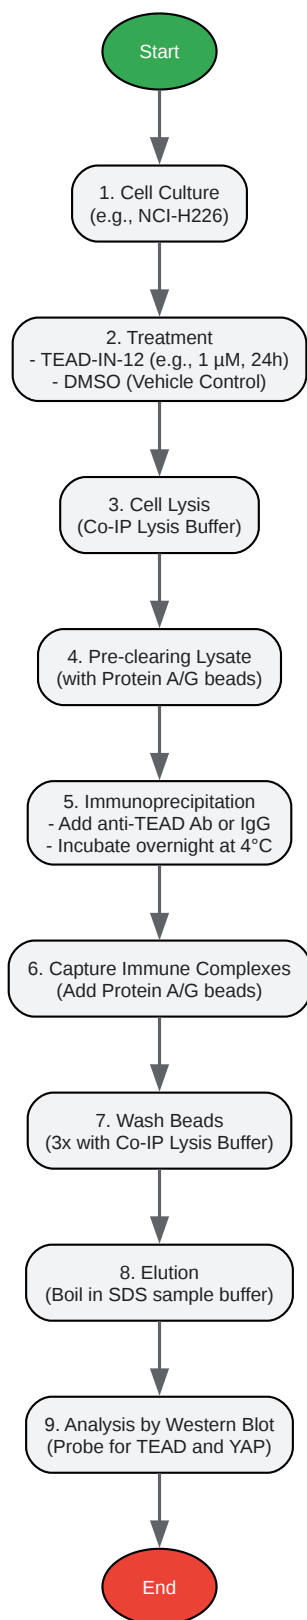 Start
1. Cell Culture
(e.g., NCI-H226)
2. Treatment
- TEAD-IN-12 (e.g., 1 µM, 24h)
- DMSO (Vehicle Control)
3. Cell Lysis
(Co-IP Lysis Buffer)
4. Pre-clearing Lysate
(with Protein A/G beads)
5. Immunoprecipitation
- Add anti-TEAD Ab or IgG
- Incubate overnight at 4°C
6. Capture Immune Complexes
(Add Protein A/G beads)
7. Wash Beads
(3x with Co-IP Lysis Buffer)
8. Elution
(Boil in SDS sample buffer)
9. Analysis by Western Blot
(Probe for TEAD and YAP)
End